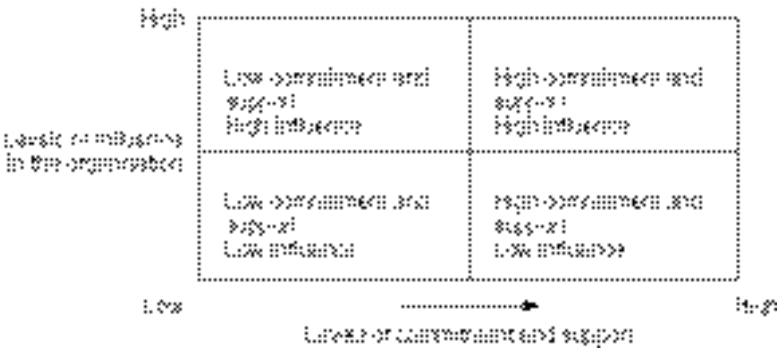 High
Low commitment and
support
High influence
High commitment and
support
High influence
Levels of influence
in the organisation
Low commitment and
support
Low influence
High commitment and
support
Low influence
Low
High
Levels of commitment and support